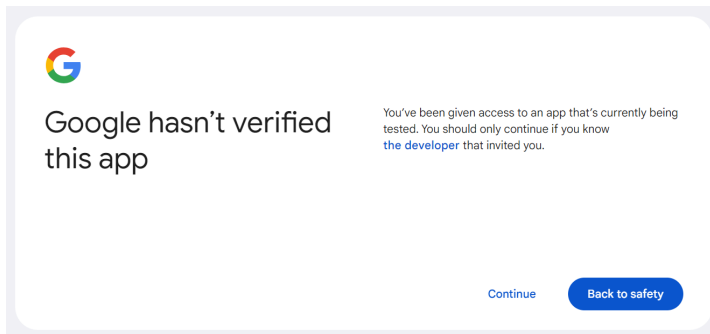 Google hasn’t verified
this app
You’ve been given access to an app that’s currently being
tested. You should only continue if you know
the developer that invited you.
Continue
Back to safety